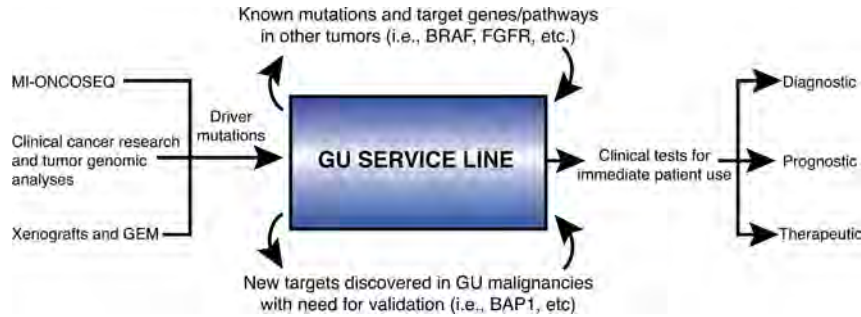 Known mutations and target genes/pathways
in other tumors (i.e., BRAF, FGFR, etc.)
MI-ONCOSEQ
Clinical cancer research
and tumor genomic
analyses
Xenografts and GEM
Driver
mutations
GU SERVICE LINE
Clinical tests for
immediate patient use
Diagnostic
Prognostic
Therapeutic
New targets discovered in GU malignancies
with need for validation (i.e., BAP1, etc)